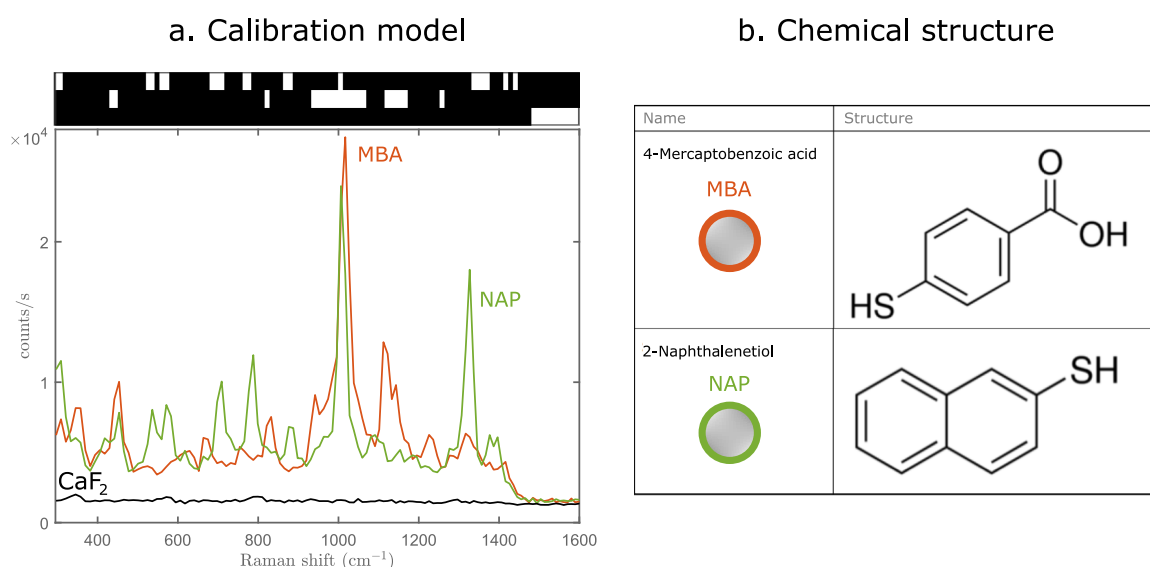 a. Calibration model
×10⁴
MBA
NAP
CaF₂
2
1
0
counts/s
400
600
800
1000
1200
1400
1600
Raman shift (cm⁻¹)
b. Chemical structure
Name
Structure
4-Mercaptobenzoic acid
MBA
O
OH
HS
2-Naphthalenetiol
NAP
SH